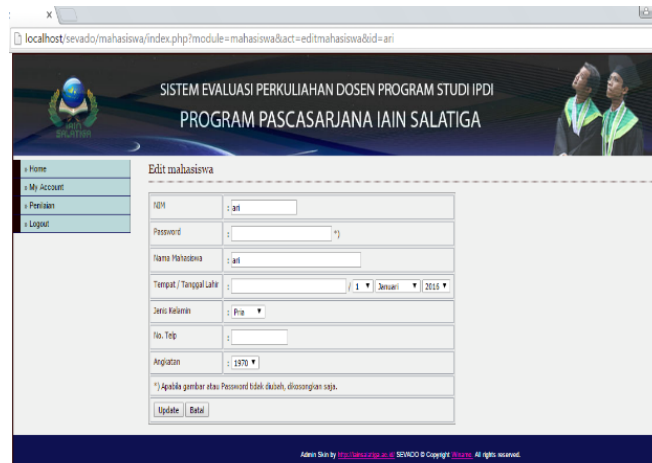 x
localhost/sevado/mahasiswa/index.php?module=mahasiswa&act=editmahasiswa&id=ari
SISTEM EVALUASI PERKULIAHAN DOSEN PROGRAM STUDI IPDI
PROGRAM PASCASARJANA IAIN SALATIGA
IAIN
SALATIGA
» Home
» My Account
» Penilaian
» Logout
Edit mahasiswa
NIM : ari
Password : *)
Nama Mahasiswa : ari
Tempat / Tanggal Lahir : / 1 Januari 2016
Jenis Kelamin : Pria
No. Telp :
Angkatan : 1970
*) Apabila gambar atau Password tidak diubah, dikosongkan saja.
Update Batal
Admin Skin by SEVADO © Copyright All rights reserved.